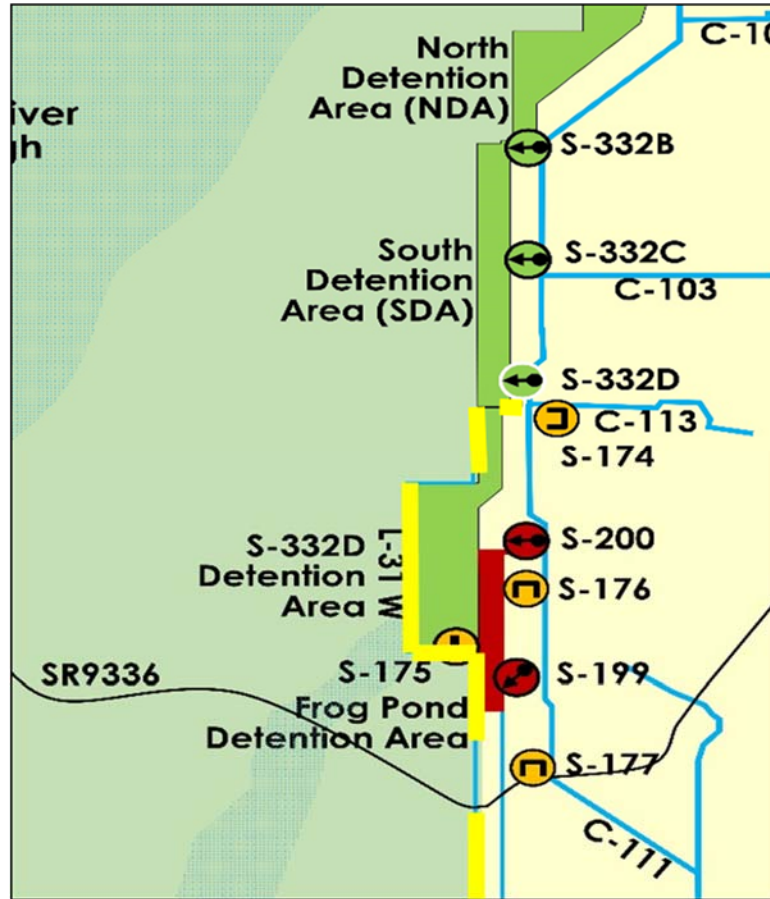 North
Detention
Area (NDA)
C-10
iver
gh
S-332B
South
Detention
Area (SDA)
S-332C
C-103
S-332D
C-113
S-174
S-332D
Detention
Area
L-31 W
S-200
S-176
S-175
SR9336
S-199
Frog Pond
Detention Area
S-177
C-111